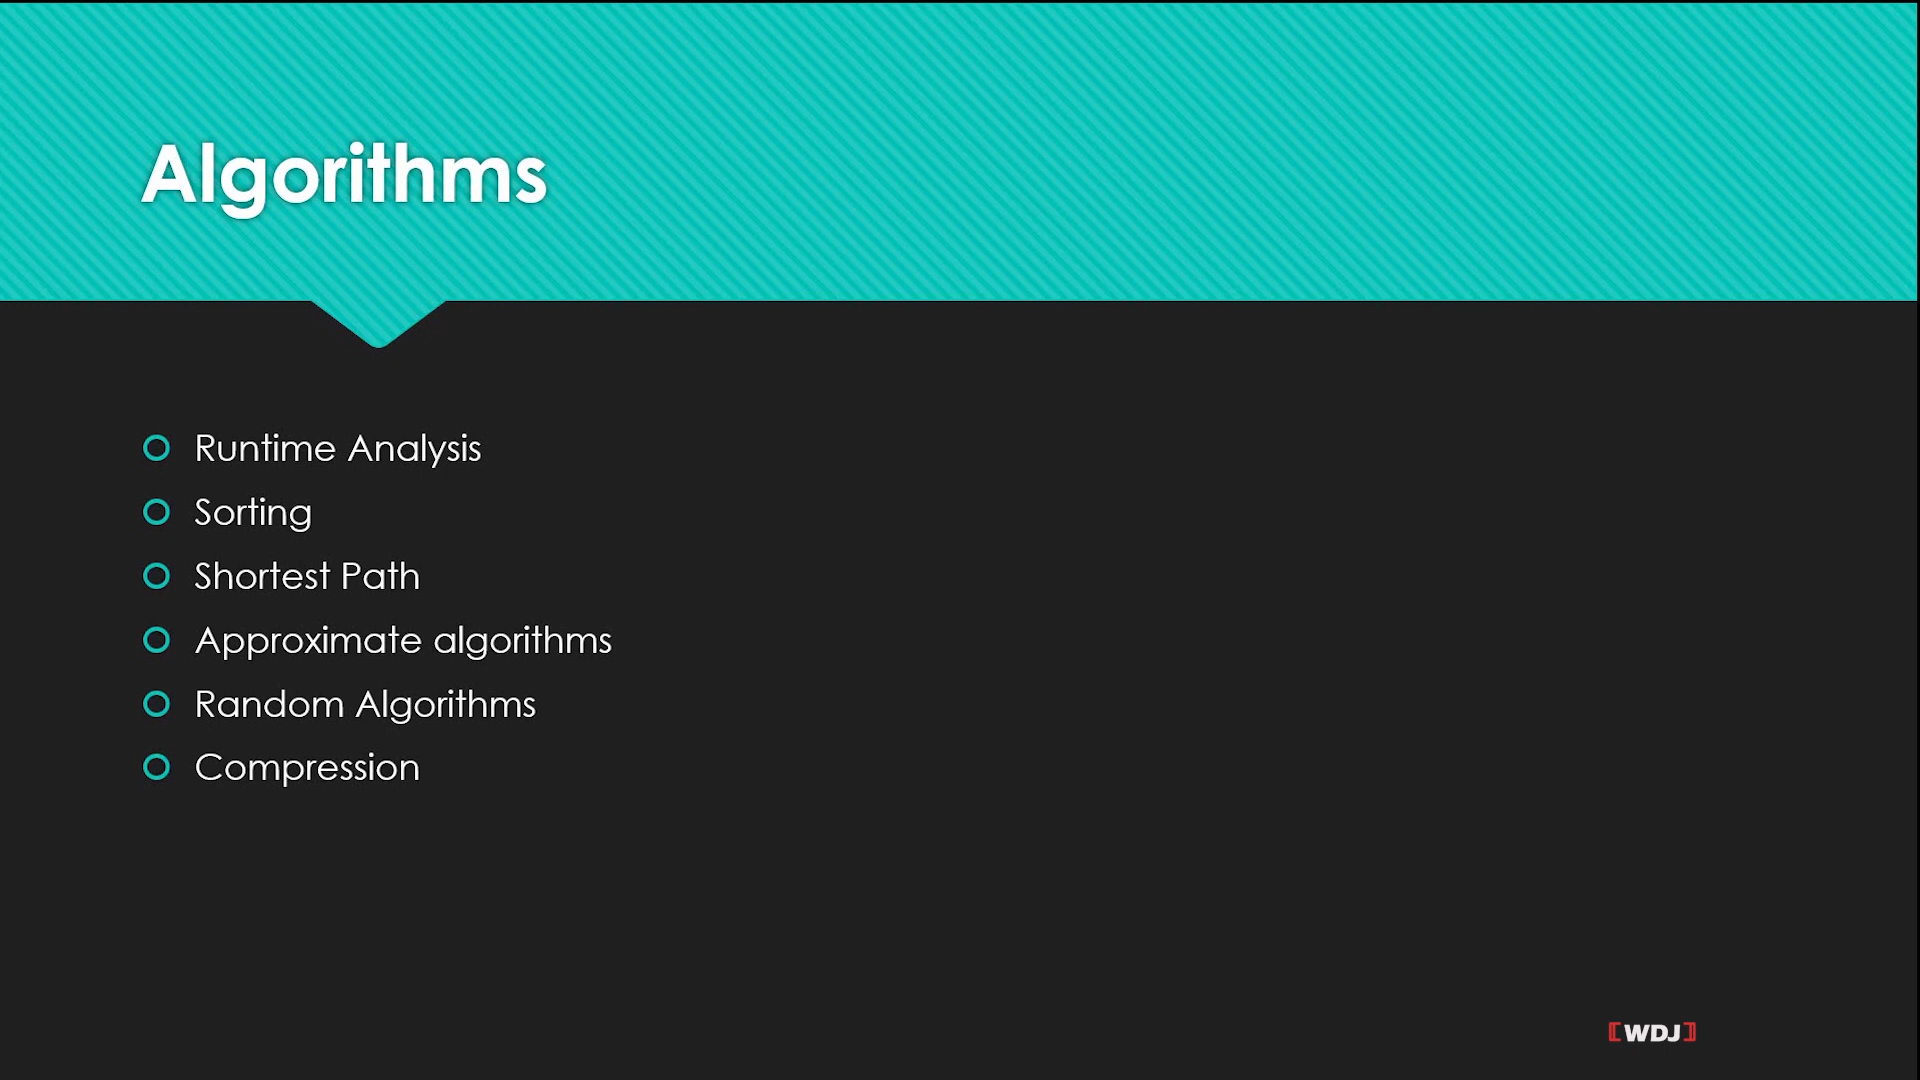 Algorithms
Runtime Analysis
Sorting
Shortest Path
Approximate algorithms
Random Algorithms
Compression
[WDJ]